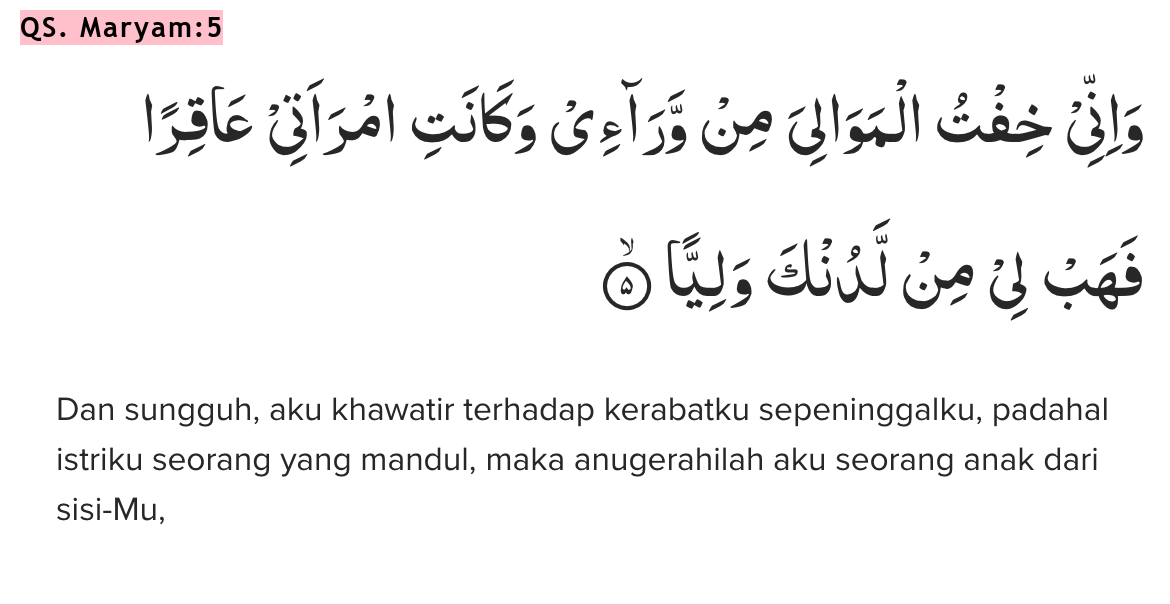 QS. Maryam:5
وَاِنِّيْ خِفْتُ الْمَوَالِيَ مِنْ وَّرَاۤءِيْ وَكَانَتِ امْرَاَتِيْ عَاقِرًا
فَهَبْ لِيْ مِنْ لَّدُنْكَ وَلِيًّا ۙ ٥
Dan sungguh, aku khawatir terhadap kerabatku sepeninggalku, padahal
istriku seorang yang mandul, maka anugerahilah aku seorang anak dari
sisi-Mu,